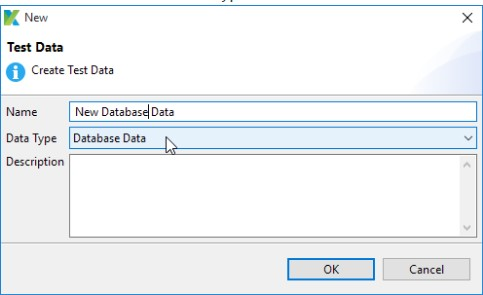 New
Test Data
Create Test Data
Name New Database Data
Data Type Database Data
Description
OK Cancel